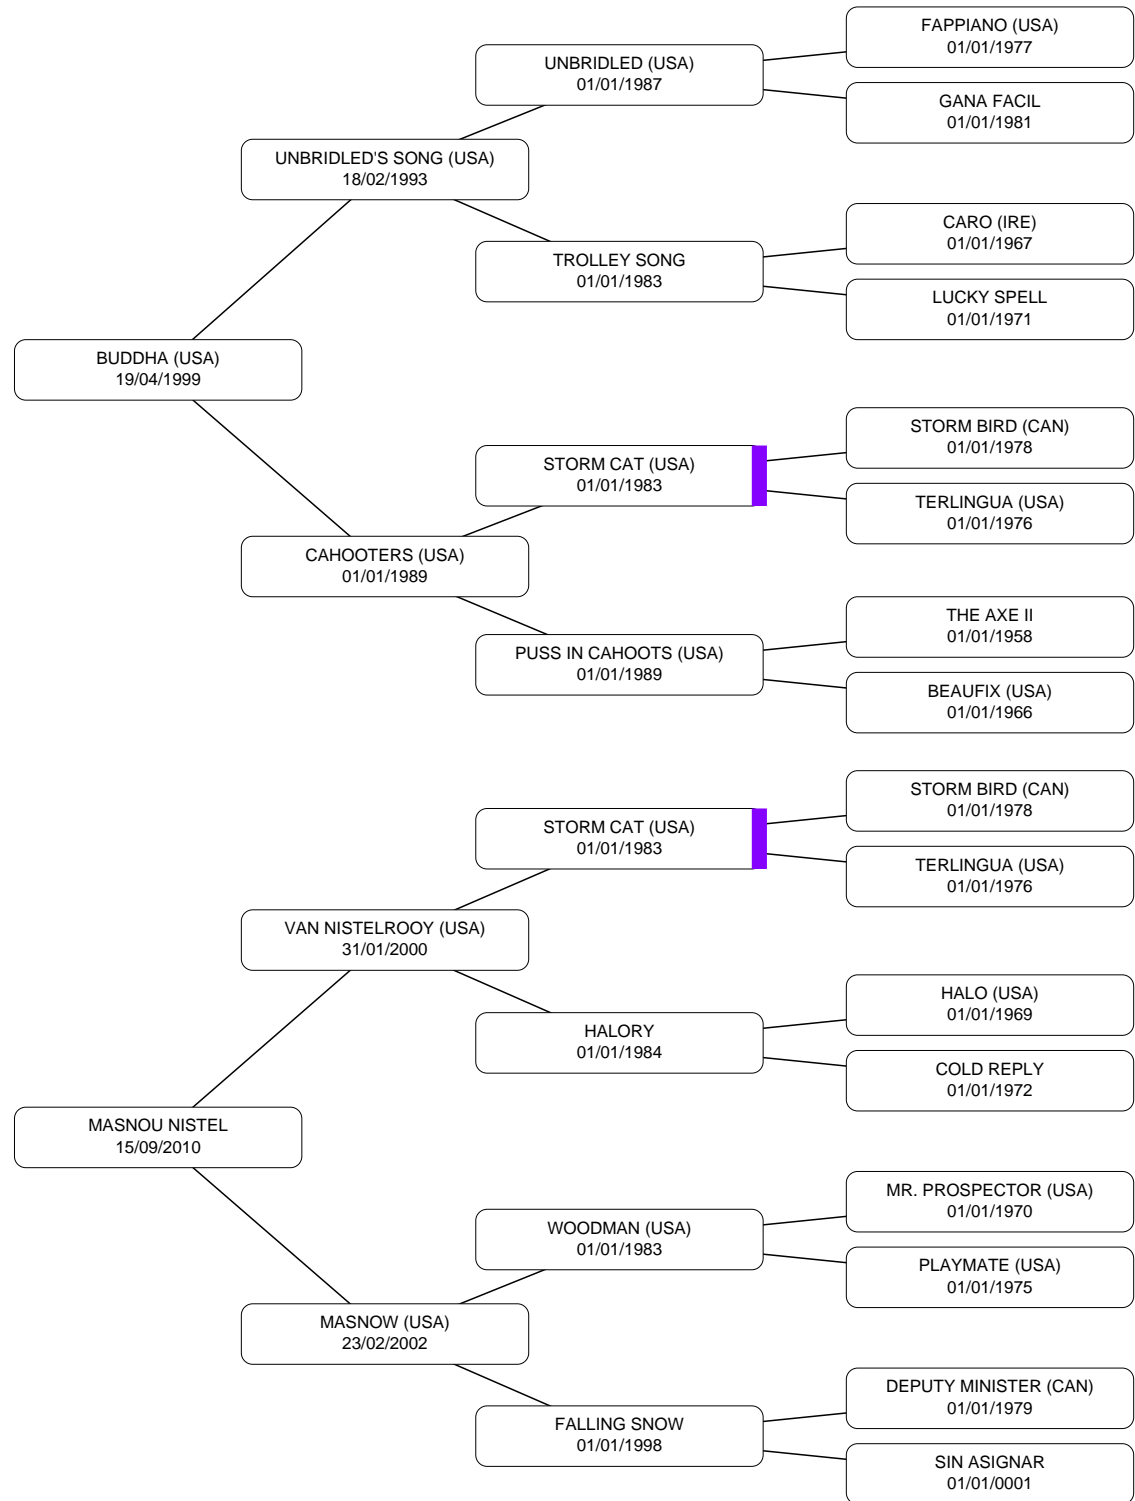 FAPPIANO (USA)
01/01/1977
UNBRIDLED (USA)
01/01/1987
GANA FACIL
01/01/1981
UNBRIDLED'S SONG (USA)
18/02/1993
CARO (IRE)
01/01/1967
TROLLEY SONG
01/01/1983
LUCKY SPELL
01/01/1971
BUDDHA (USA)
19/04/1999
STORM BIRD (CAN)
01/01/1978
STORM CAT (USA)
01/01/1983
TERLINGUA (USA)
01/01/1976
CAHOOTERS (USA)
01/01/1989
THE AXE II
01/01/1958
PUSS IN CAHOOTS (USA)
01/01/1989
BEAUFIX (USA)
01/01/1966
STORM BIRD (CAN)
01/01/1978
STORM CAT (USA)
01/01/1983
TERLINGUA (USA)
01/01/1976
VAN NISTELROOY (USA)
31/01/2000
HALO (USA)
01/01/1969
HALORY
01/01/1984
COLD REPLY
01/01/1972
MASNOU NISTEL
15/09/2010
MR. PROSPECTOR (USA)
01/01/1970
WOODMAN (USA)
01/01/1983
PLAYMATE (USA)
01/01/1975
MASNOW (USA)
23/02/2002
DEPUTY MINISTER (CAN)
01/01/1979
FALLING SNOW
01/01/1998
SIN ASIGNAR
01/01/0001